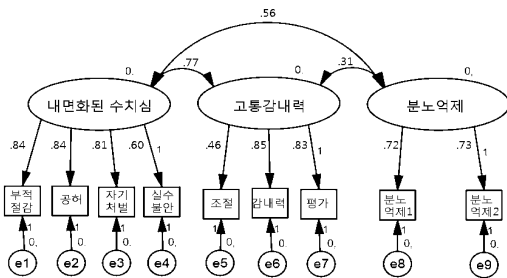 .56
.77
.31
0.
0.
0.
내면화된 수치심
고통감내력
분노억제
.84
.84
.81
.60
1
.46
.85
.83
1
.72
.73
1
부적
절감
공허
자기
처벌
실수
불안
조절
감내력
평가
분노
억제1
분노
억제2
1
1
1
1
1
1
1
1
1
0.
0.
0.
0.
0.
0.
0.
0.
0.
e1
e2
e3
e4
e5
e6
e7
e8
e9